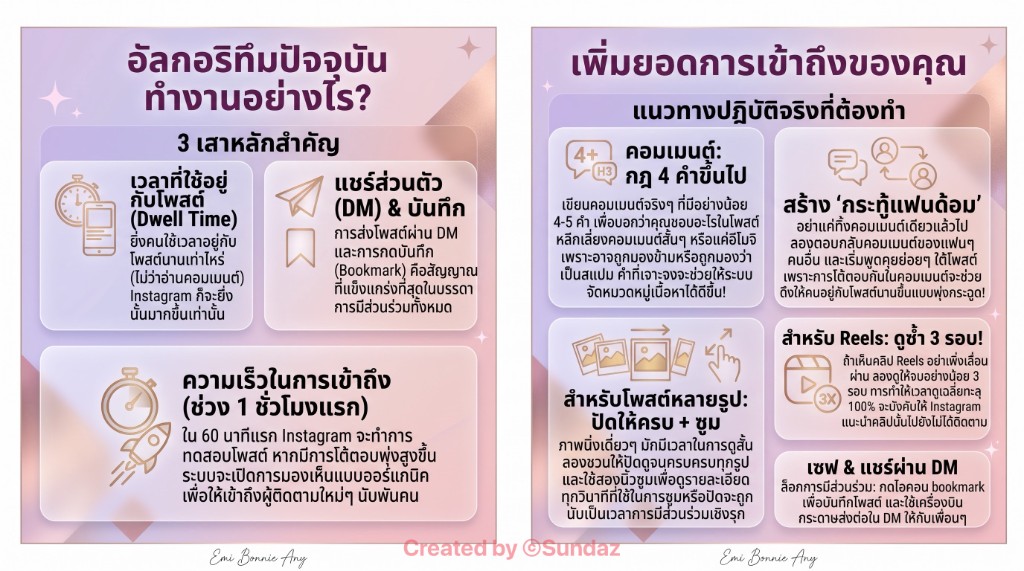 อัลกอริทึมปัจจุบัน
ทำงานอย่างไร?
3 เสาหลักสำคัญ
เวลาที่ใช้อยู่
กับโพสต์
(Dwell Time)
ยิ่งคนใช้เวลาอยู่กับ
โพสต์นานเท่าไหร่
(ไม่ว่าอ่านคอมเมนต์)
Instagram ก็จะยิ่ง
นั้นมากขึ้นเท่านั้น
แชร์ส่วนตัว
(DM) & บันทึก
การส่งโพสต์ผ่าน DM
และการกดบันทึก
(Bookmark) คือสัญญาณ
ที่แข็งแกร่งที่สุดในบรรดา
การมีส่วนร่วมทั้งหมด
ความเร็วในการเข้าถึง
(ช่วง 1 ชั่วโมงแรก)
ใน 60 นาทีแรก Instagram จะทำการ
ทดสอบโพสต์ หากมีการโต้ตอบพุ่งสูงขึ้น
ระบบจะเปิดการมองเห็นแบบออร์แกนิค
เพื่อให้เข้าถึงผู้ติดตามใหม่ๆ นับพันคน
Emi Bonnie Any
เพิ่มยอดการเข้าถึงของคุณ
แนวทางปฏิบัติจริงที่ต้องทำ
4+
H3
คอมเมนต์:
กฎ 4 คำขึ้นไป
เขียนคอมเมนต์จริงๆ ที่มีอย่างน้อย
4-5 คำ เพื่อบอกว่าคุณชอบอะไรในโพสต์
หลีกเลี่ยงคอมเมนต์สั้นๆ หรือแค่อีโมจิ
เพราะอาจถูกมองข้ามหรือถูกมองว่า
เป็นสแปม คำที่เจาะจงจะช่วยให้ระบบ
จัดหมวดหมู่เนื้อหาได้ดีขึ้น!
สร้าง ‘กระทู้แฟนด้อม’
อย่าแค่ทิ้งคอมเมนต์เดียวแล้วไป
ลองตอบกลับคอมเมนต์ของแฟนๆ
คนอื่น และเริ่มพูดคุยย่อยๆ ใต้โพสต์
เพราะการโต้ตอบกันในคอมเมนต์จะช่วย
ดึงให้คนอยู่กับโพสต์นานขึ้นแบบพุ่งกระฉูด!
สำหรับโพสต์หลายรูป:
ปัดให้ครบ + ซูม
ภาพนิ่งเดี่ยวๆ มักมีเวลาในการดูสั้น
ลองชวนให้ปัดดูจนครบครบทุกรูป
และใช้สองนิ้วซูมเพื่อดูรายละเอียด
ทุกวินาทีที่ใช้ในการซูมหรือปัดจะถูก
นับเป็นเวลาการมีส่วนร่วมเชิงรุก
สำหรับ Reels: ดูซ้ำ 3 รอบ!
3X
ถ้าเห็นคลิป Reels อย่าเพิ่งเลื่อน
ผ่าน ลองดูให้จบอย่างน้อย 3
รอบ การทำให้เวลาดูเฉลี่ยทะลุ
100% จะบังคับให้ Instagram
แนะนำคลิปนั้นไปยังไม่ได้ติดตาม
เซฟ & แชร์ผ่าน DM
ล็อกการมีส่วนร่วม: กดไอคอน bookmark
เพื่อบันทึกโพสต์ และใช้เครื่องบิน
กระดาษส่งต่อใน DM ให้กับเพื่อนๆ
Emi Bonnie Any
Created by ©Sundaz